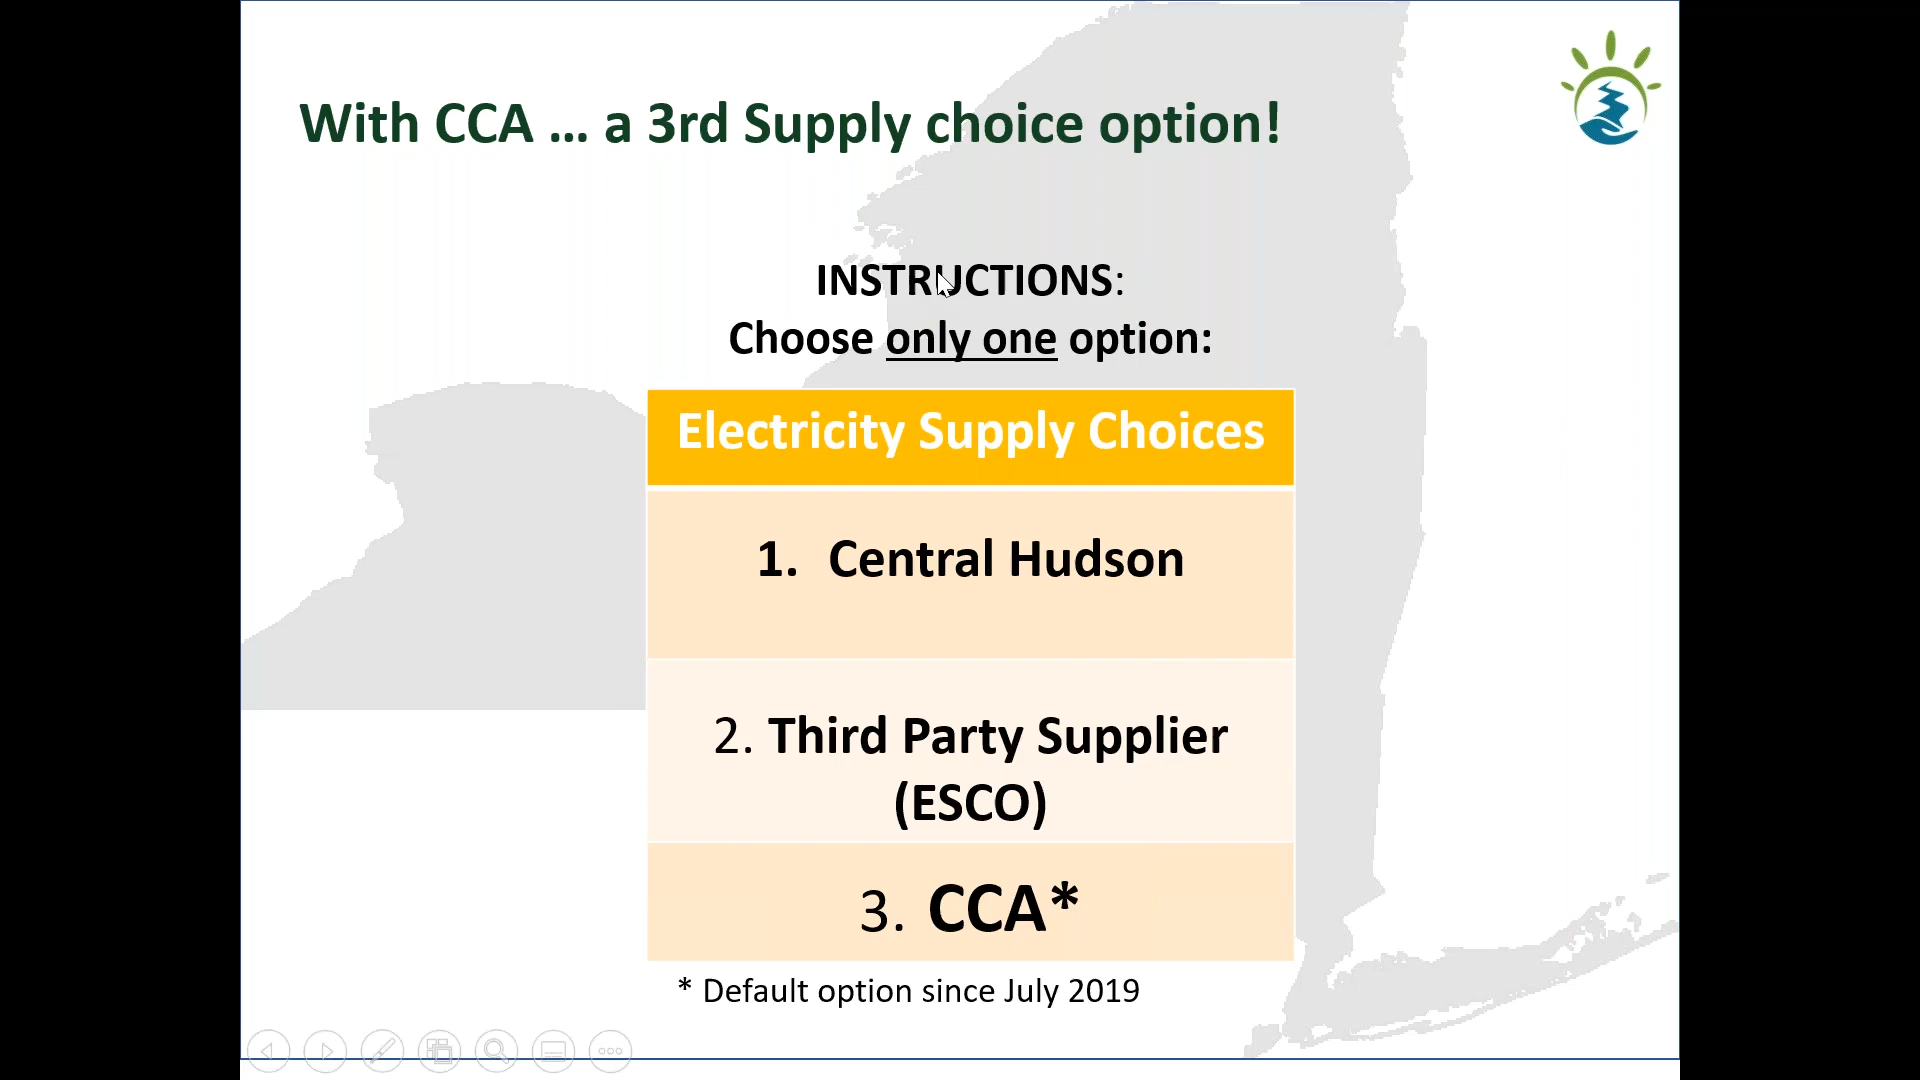 With CCA ... a 3rd Supply choice option!
INSTRUCTIONS:
Choose only one option:
Electricity Supply Choices
1. Central Hudson
2. Third Party Supplier
(ESCO)
3. CCA*
* Default option since July 2019